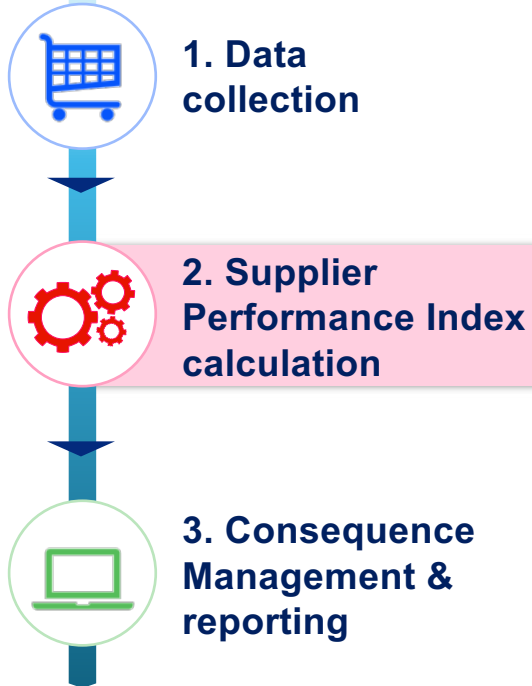 1. Data
collection
2. Supplier
Performance Index
calculation
3. Consequence
Management &
reporting